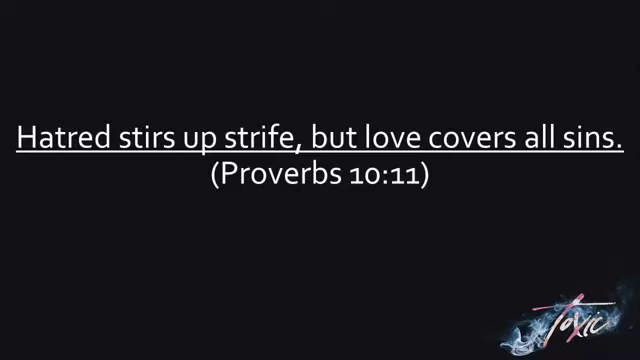 Hatred stirs up strife, but love covers all sins.
(Proverbs 10:11)
Toxic